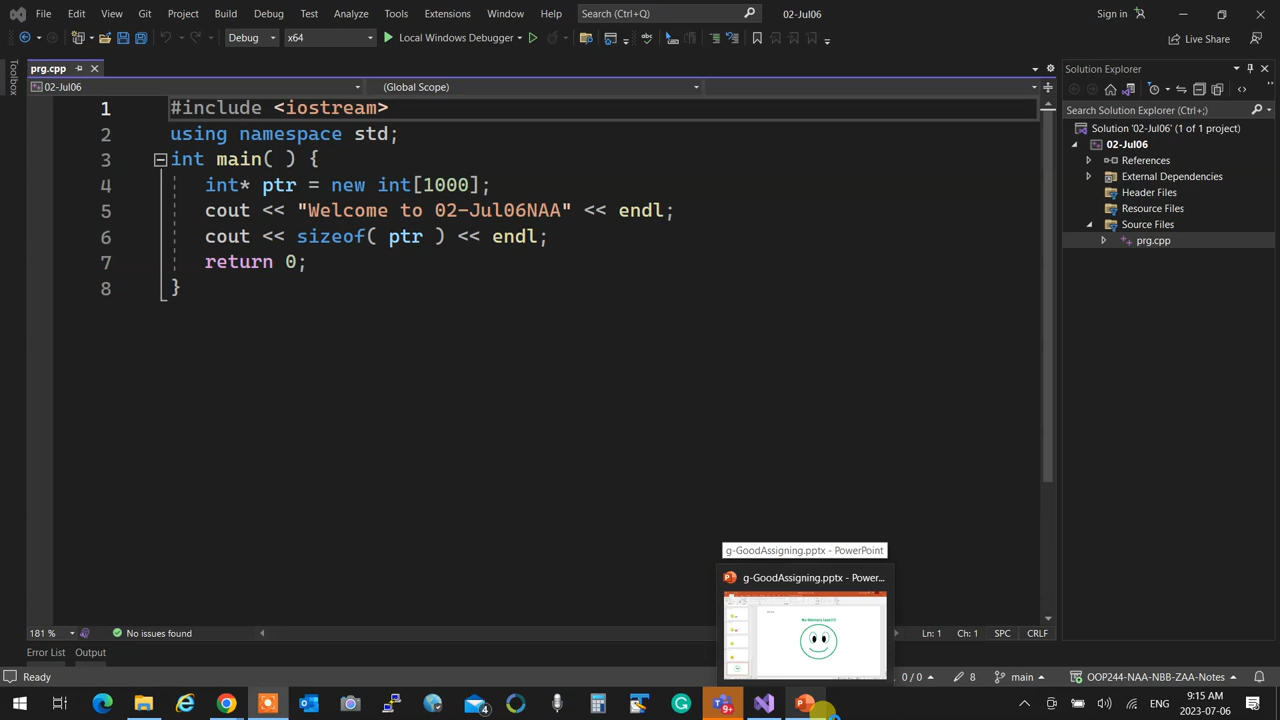 File Edit View Git Project Build Debug Test Analyze Tools Extensions Window Help Search (Ctrl+Q) 02-Jul06 Sign in
Debug x64 Local Windows Debugger Live Share
Toolbox
prg.cpp
02-Jul06 (Global Scope)
1 #include <iostream>
2 using namespace std;
3 int main( ) {
4 int* ptr = new int[1000];
5 cout << "Welcome to 02-Jul06NAA" << endl;
6 cout << sizeof( ptr ) << endl;
7 return 0;
8 }
Solution Explorer
Search Solution Explorer (Ctrl+;)
Solution '02-Jul06' (1 of 1 project)
02-Jul06
References
External Dependencies
Header Files
Resource Files
Source Files
prg.cpp
g-GoodAssigning.pptx - PowerPoint
g-GoodAssigning.pptx - Power...
181 % No issues found Ln: 1 Ch: 1 SPC CRLF
Error List Output
Ready 0 / 0 8 main OOP244-NAA-NBB-ZAA-Notes
9+
4
ENG
9:15 AM
2023-07-06